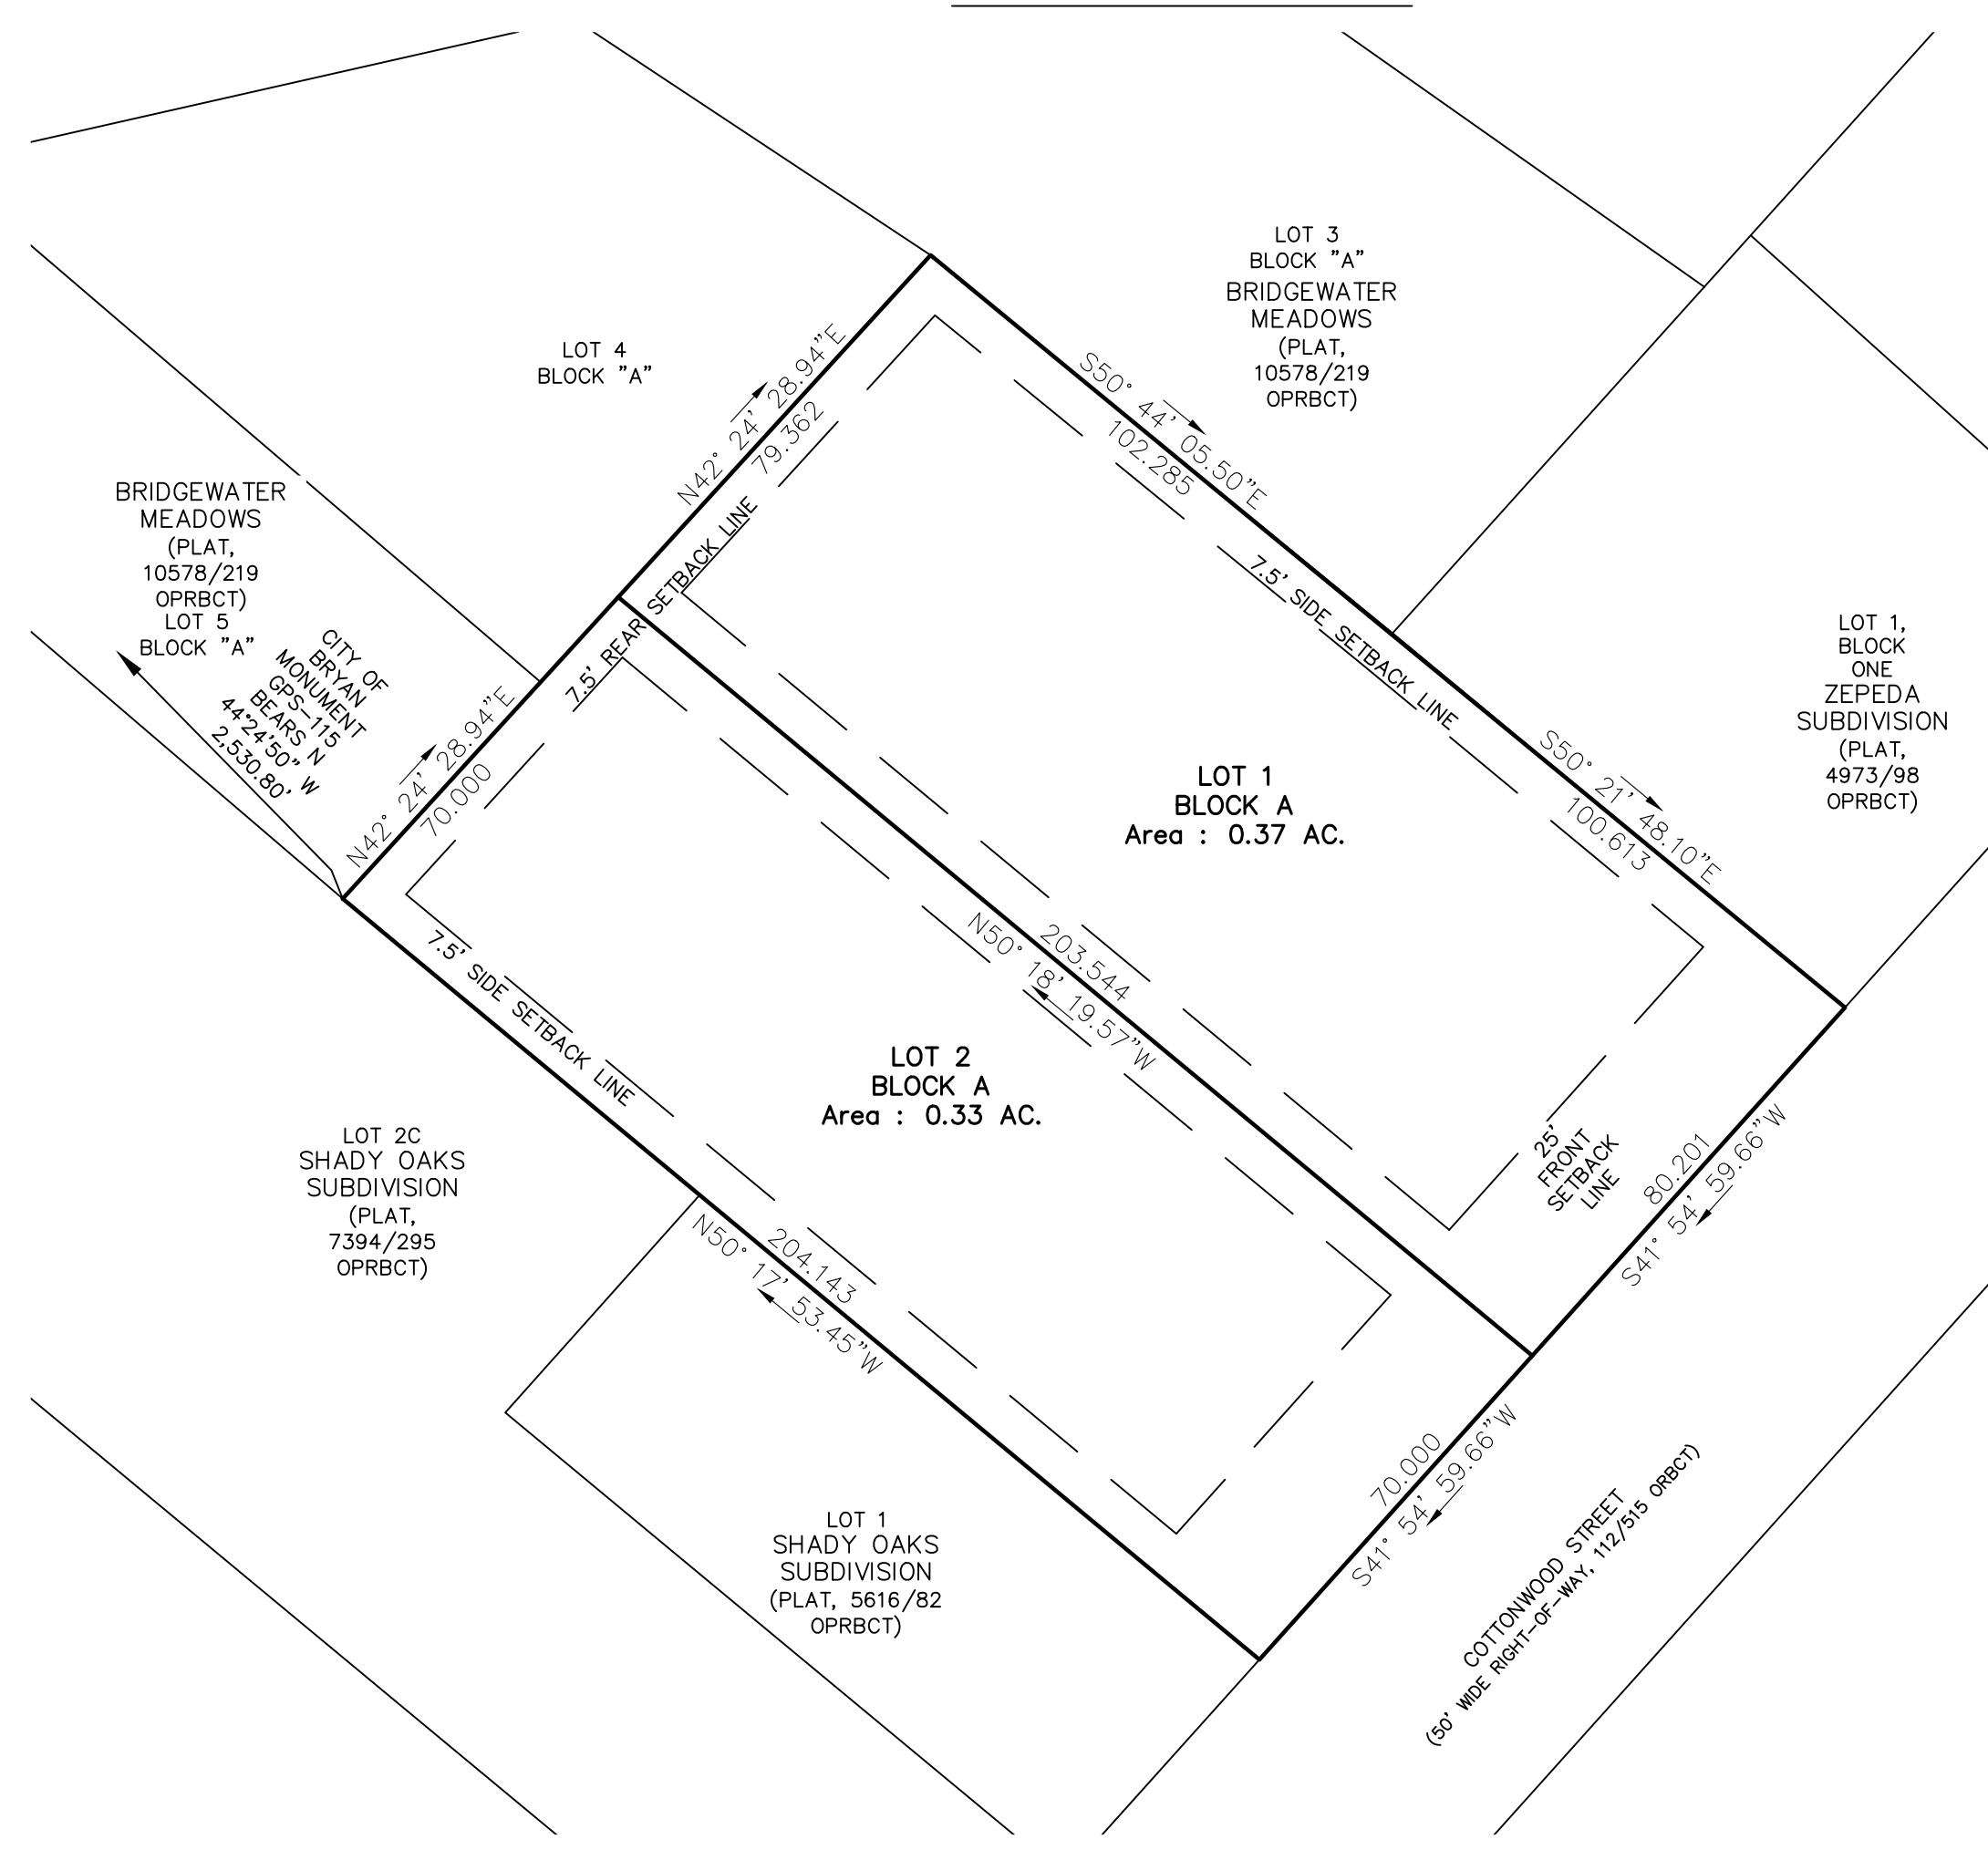 LOT 3
BLOCK "A"
BRIDGEWATER
MEADOWS
(PLAT,
10578/219
OPRBCT)
LOT 4
BLOCK "A"
N42° 24' 28.94"E
79.362
S50° 44' 05.50"E
102.285
BRIDGEWATER
MEADOWS
(PLAT,
10578/219
OPRBCT)
LOT 5
BLOCK "A"
CITY OF
BRYAN
MONUMENT
GPS-115
BEARS N
44°24'50" W
2,530.80'
7.5' REAR SETBACK LINE
7.5' SIDE SETBACK LINE
N42° 24' 28.94"E
70.000
LOT 1,
BLOCK
ONE
ZEPEDA
SUBDIVISION
(PLAT,
4973/98
OPRBCT)
S50° 21' 48.10"E
100.613
LOT 1
BLOCK A
Area : 0.37 AC.
7.5' SIDE SETBACK LINE
203.544
N50° 18' 19.57"W
LOT 2
BLOCK A
Area : 0.33 AC.
25'
FRONT
SETBACK
LINE
80.201
S41° 54' 59.66"W
LOT 2C
SHADY OAKS
SUBDIVISION
(PLAT,
7394/295
OPRBCT)
204.143
N50° 17' 53.45"W
70.000
S41° 54' 59.66"W
LOT 1
SHADY OAKS
SUBDIVISION
(PLAT, 5616/82
OPRBCT)
COTTONWOOD STREET
(50' WIDE RIGHT-OF-WAY, 112/515 ORBCT)